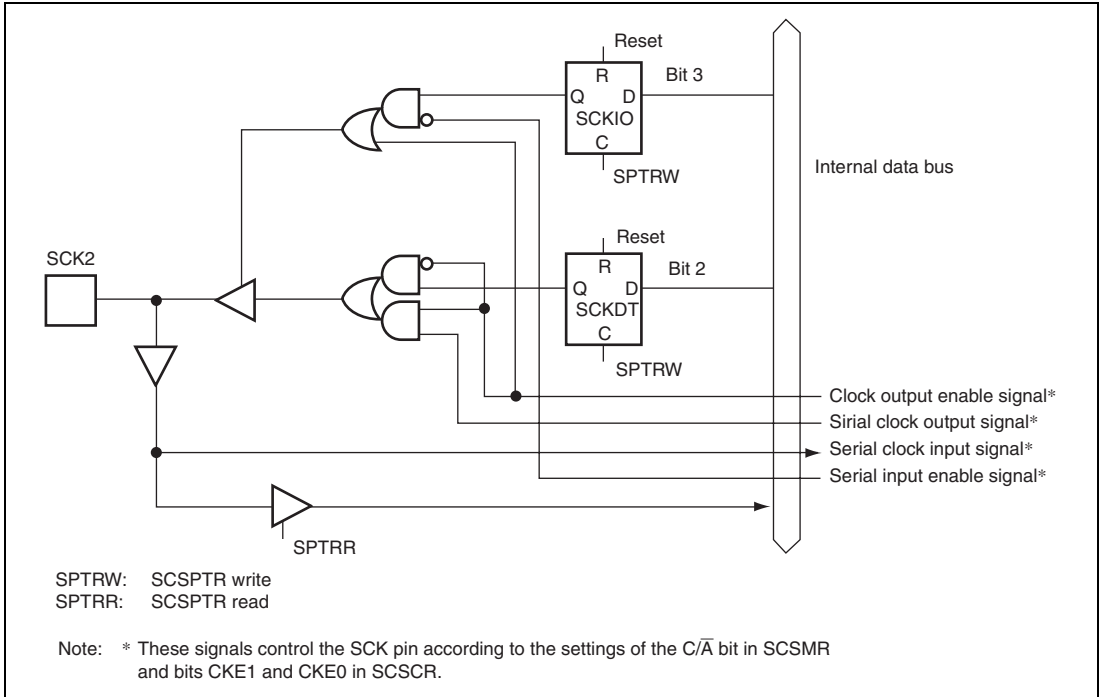 Reset
R
Bit 3
Q
D
SCKIO
C
SPTRW
Internal data bus
Reset
R
Bit 2
SCK2
Q
D
SCKDT
C
SPTRW
Clock output enable signal*
Sirial clock output signal*
Serial clock input signal*
Serial input enable signal*
SPTRR
SPTRW: SCSPTR write
SPTRR: SCSPTR read
Note: * These signals control the SCK pin according to the settings of the C/A̅ bit in SCSMR
and bits CKE1 and CKE0 in SCSCR.